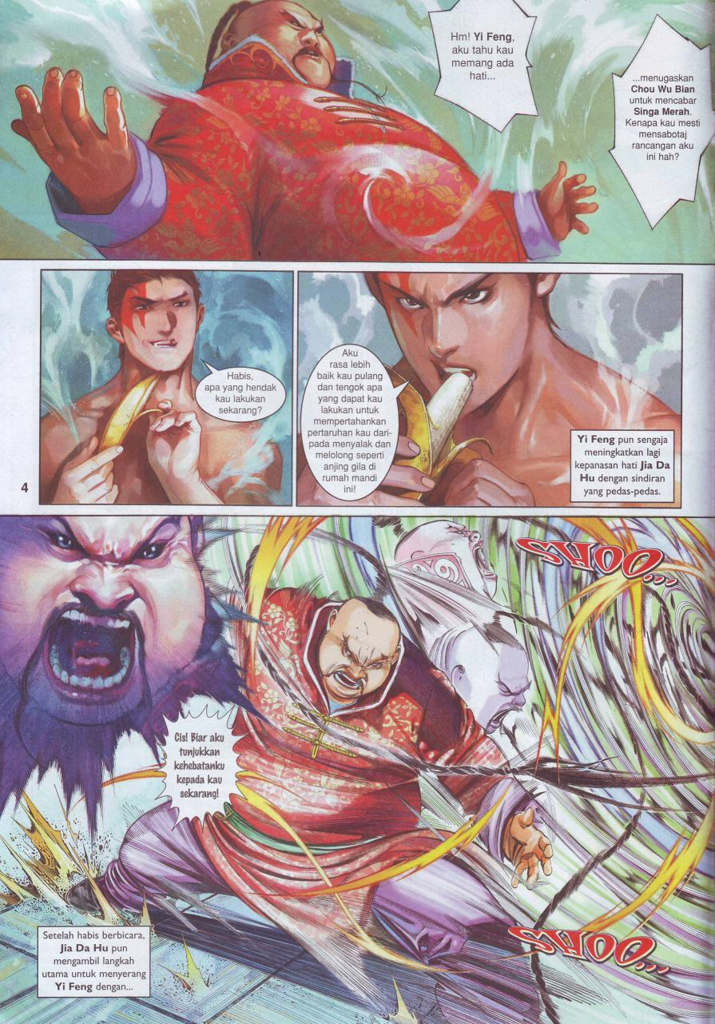 Hm! Yi Feng,
aku tahu kau
memang ada
hati...
...menugaskan
Chou Wu Bian
untuk mencabar
Singa Merah.
Kenapa kau mesti
mensabotaj
rancangan aku
ini hah?
Habis,
apa yang hendak
kau lakukan
sekarang?
Aku
rasa lebih
baik kau pulang
dan tengok apa
yang dapat kau
lakukan untuk
mempertahankan
pertaruhan kau dari-
pada menyalak dan
melolong seperti
anjing gila di
rumah mandi
ini!
Yi Feng pun sengaja
meningkatkan lagi
kepanasan hati Jia Da
Hu dengan sindiran
yang pedas-pedas.
4
SHOO...
Cis! Biar aku
tunjukkan
kehebatanku
kepada kau
sekarang!
SHOO...
Setelah habis berbicara,
Jia Da Hu pun
mengambil langkah
utama untuk menyerang
Yi Feng dengan...